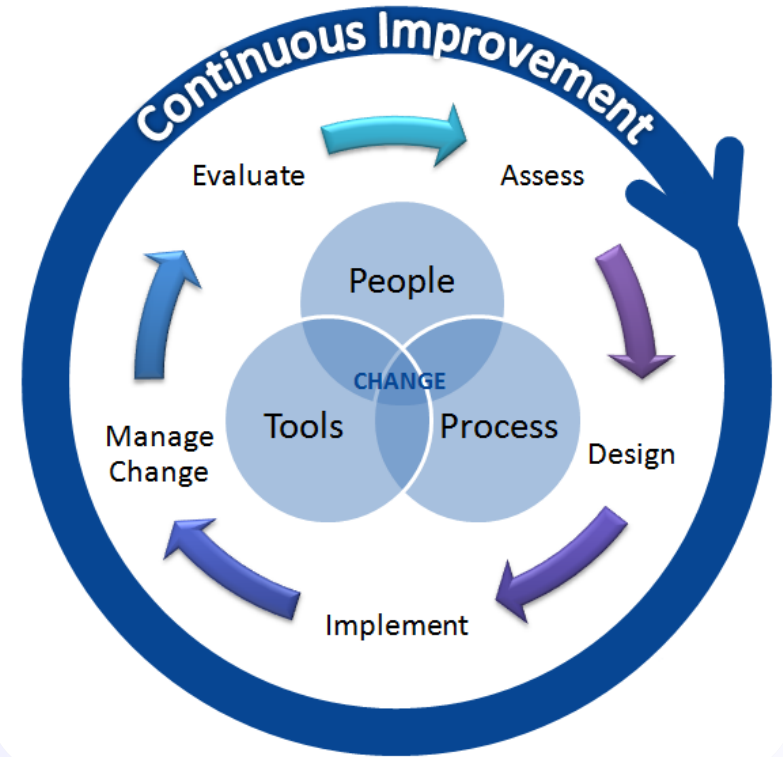 Continuous Improvement
Evaluate
Assess
People
CHANGE
Tools
Process
Manage
Change
Design
Implement